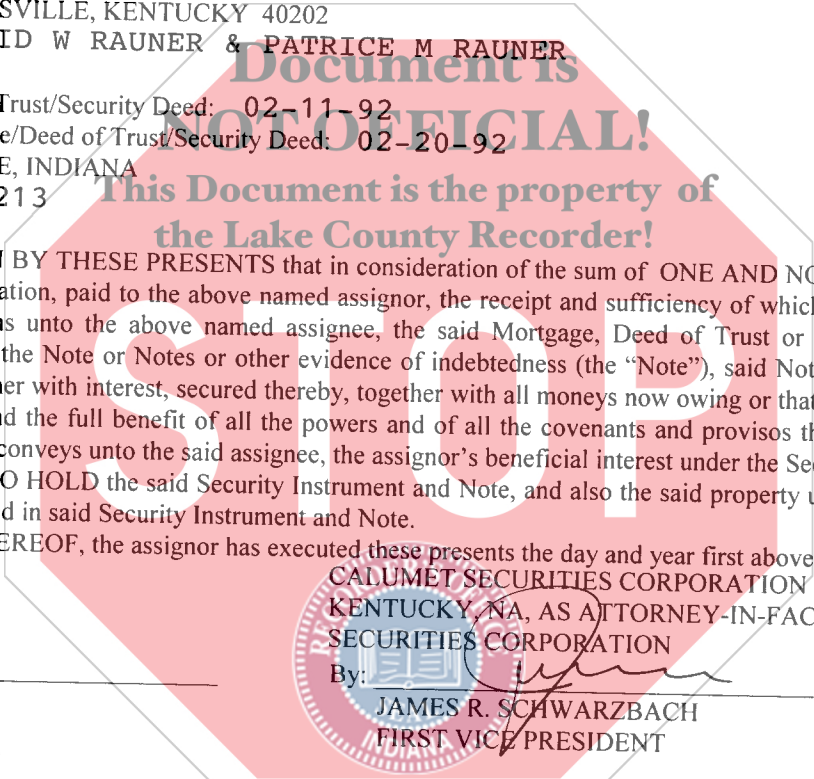 SVILLE, KENTUCKY 40202
ID W RAUNER & PATRICE M RAUNER
Document is
Trust/Security Deed: 02-11-92
NOT OFFICIAL!
e/Deed of Trust/Security Deed: 02-20-92
E, INDIANA
This Document is the property of
213
the Lake County Recorder!
BY THESE PRESENTS that in consideration of the sum of ONE AND NO
ation, paid to the above named assignor, the receipt and sufficiency of which
s unto the above named assignee, the said Mortgage, Deed of Trust or
the Note or Notes or other evidence of indebtedness (the “Note”), said Not
er with interest, secured thereby, together with all moneys now owing or that
d the full benefit of all the powers and of all the covenants and provisos th
conveys unto the said assignee, the assignor’s beneficial interest under the Se
O HOLD the said Security Instrument and Note, and also the said property u
d in said Security Instrument and Note.
STOP
EREOF, the assignor has executed these presents the day and year first above
CALUMET SECURITIES CORPORATION
KENTUCKY, NA, AS ATTORNEY-IN-FAC
SECURITIES CORPORATION
By:
JAMES R. SCHWARZBACH
FIRST VICE PRESIDENT
RECORDER OFFICE
INDIANA